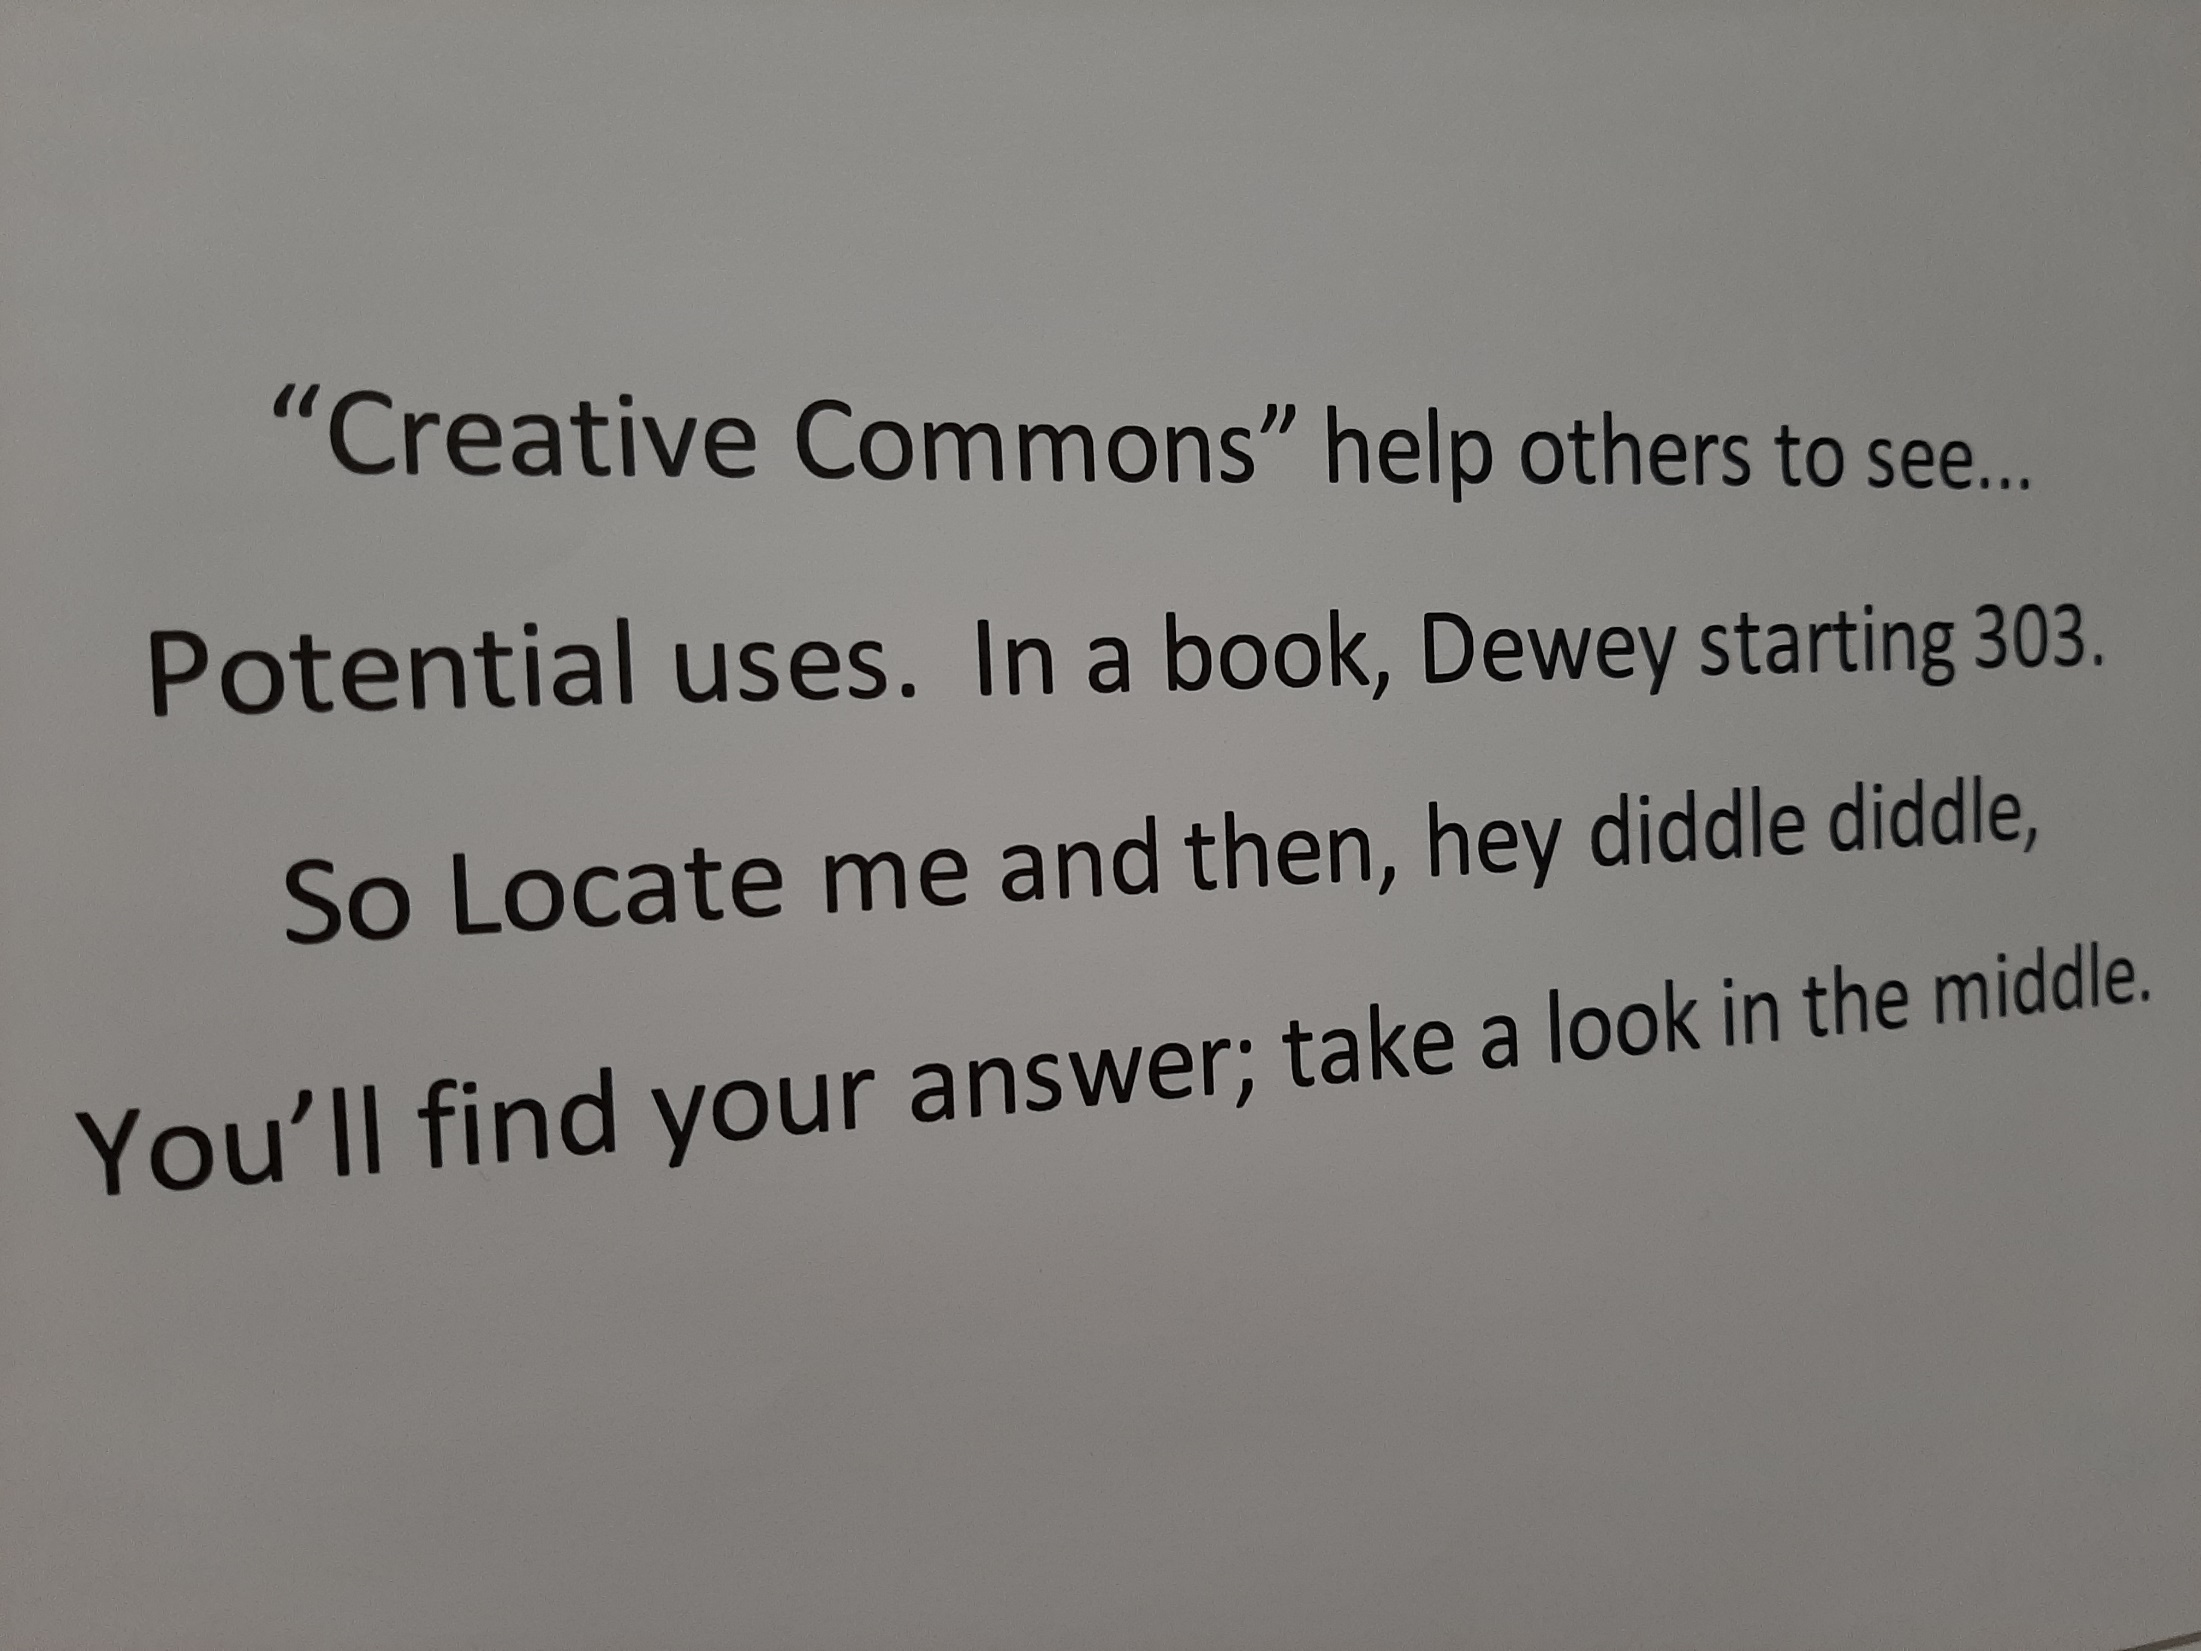 “Creative Commons” help others to see...
Potential uses.  In a book, Dewey starting 303.
So Locate me and then, hey diddle diddle,
You’ll find your answer; take a look in the middle.